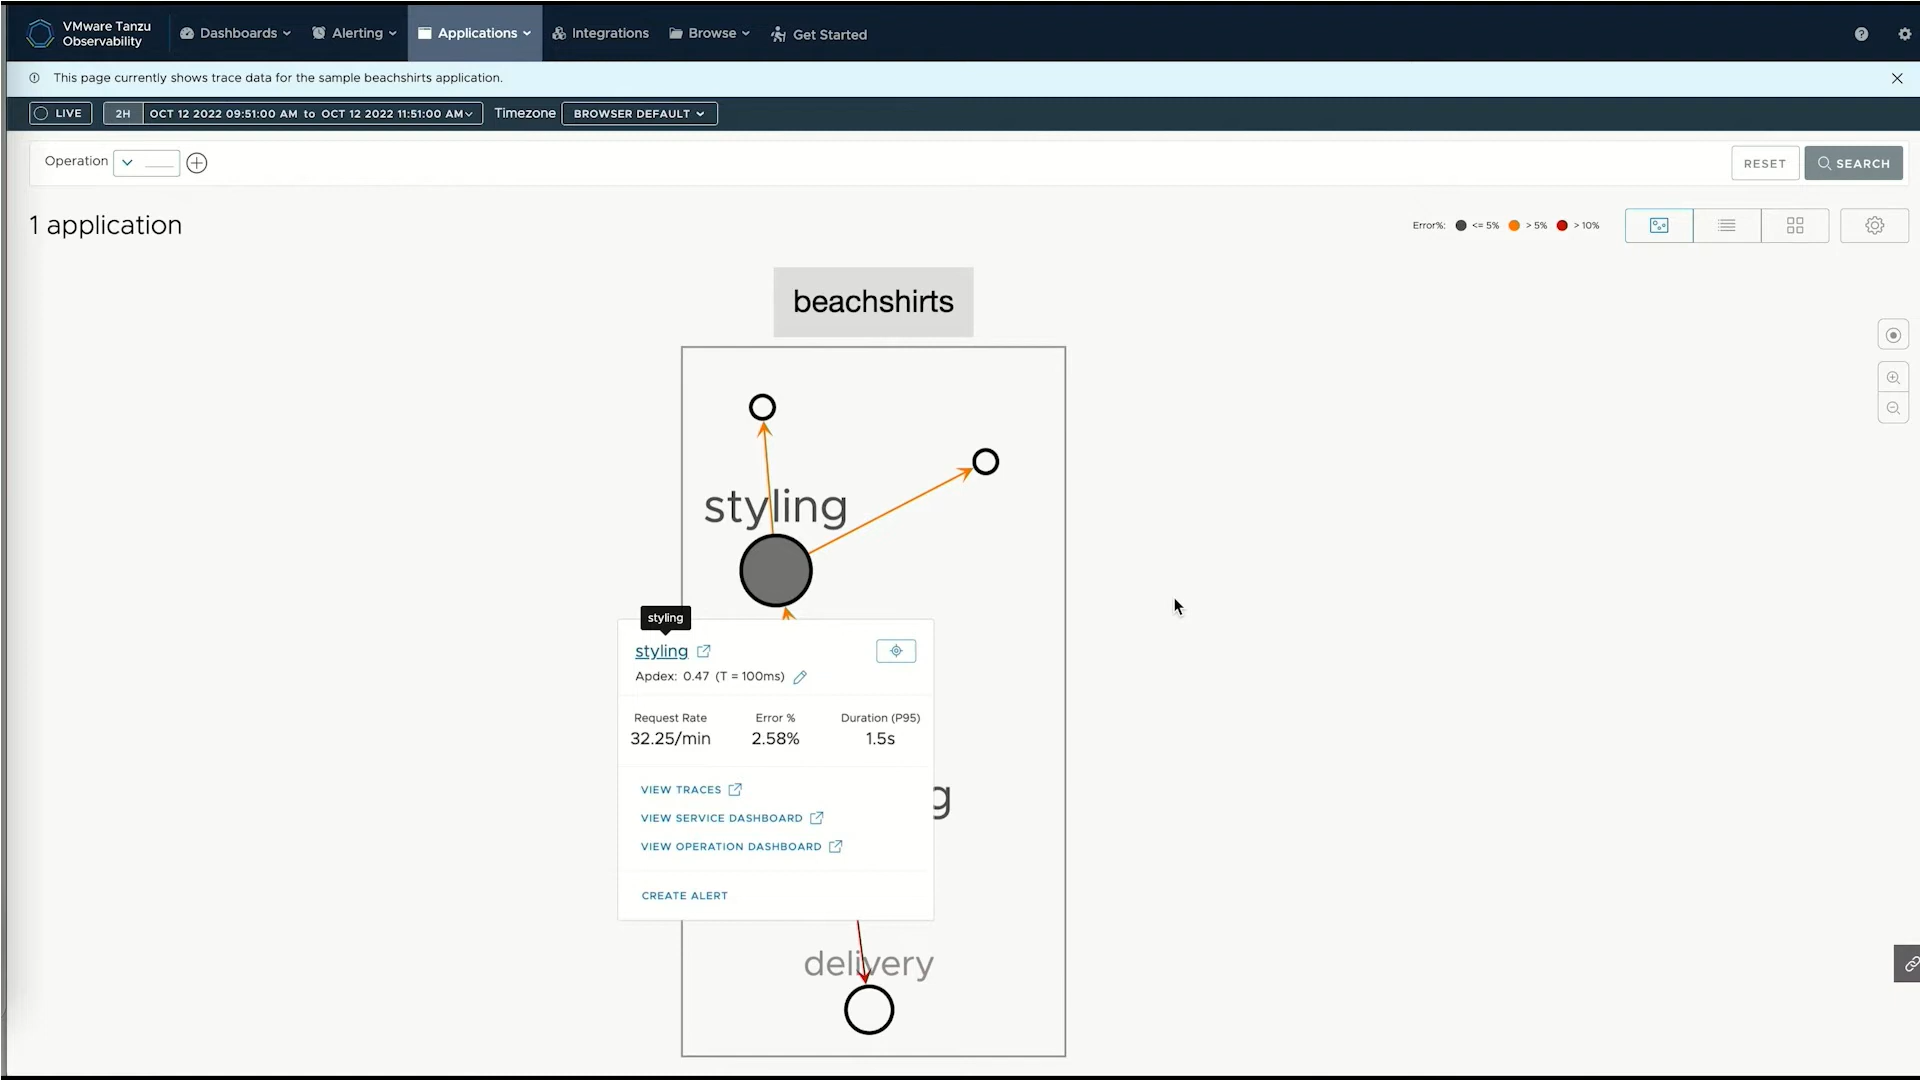 VMware Tanzu
Observability
Dashboards
Alerting
Applications
Integrations
Browse
Get Started
This page currently shows trace data for the sample beachshirts application.
LIVE
2H
OCT 12 2022 09:51:00 AM to OCT 12 2022 11:51:00 AM
Timezone
BROWSER DEFAULT
Operation
RESET
SEARCH
1 application
Error%:
<= 5%
> 5%
> 10%
beachshirts
styling
styling
styling
Apdex: 0.47 (T = 100ms)
Request Rate
Error %
Duration (P95)
32.25/min
2.58%
1.5s
VIEW TRACES
g
VIEW SERVICE DASHBOARD
VIEW OPERATION DASHBOARD
CREATE ALERT
delivery